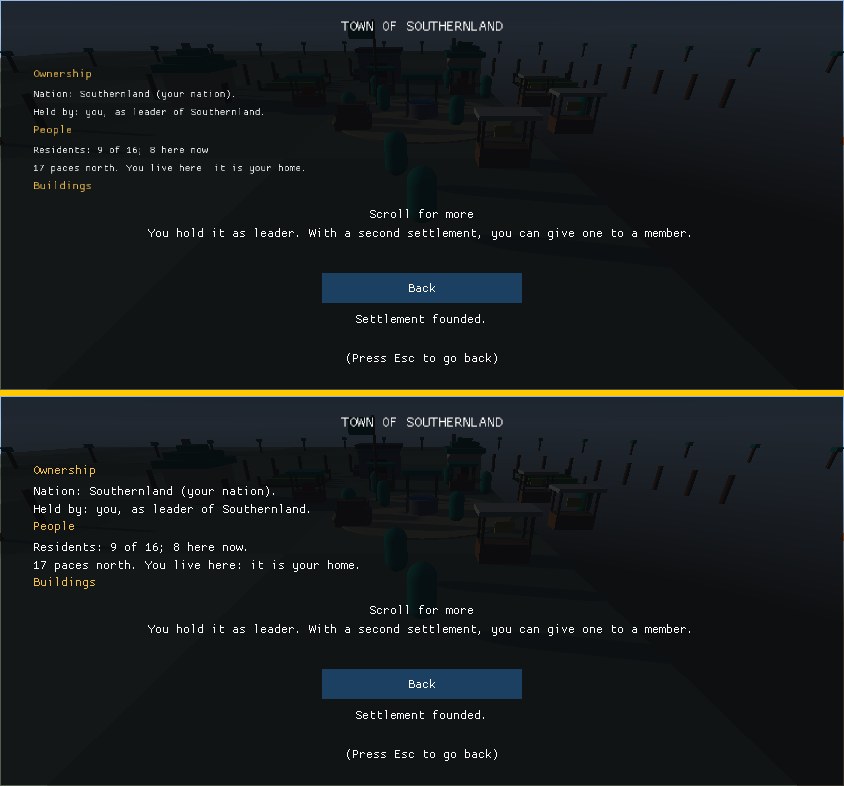 TOWN OF SOUTHERNLAND
Ownership
Nation: Southernland (your nation).
Held by: you, as leader of Southernland.
People
Residents: 9 of 16; 8 here now
17 paces north. You live here  it is your home.
Buildings
Scroll for more
You hold it as leader. With a second settlement, you can give one to a member.
Back
Settlement founded.
(Press Esc to go back)
TOWN OF SOUTHERNLAND
Ownership
Nation: Southernland (your nation).
Held by: you, as leader of Southernland.
People
Residents: 9 of 16; 8 here now.
17 paces north. You live here: it is your home.
Buildings
Scroll for more
You hold it as leader. With a second settlement, you can give one to a member.
Back
Settlement founded.
(Press Esc to go back)